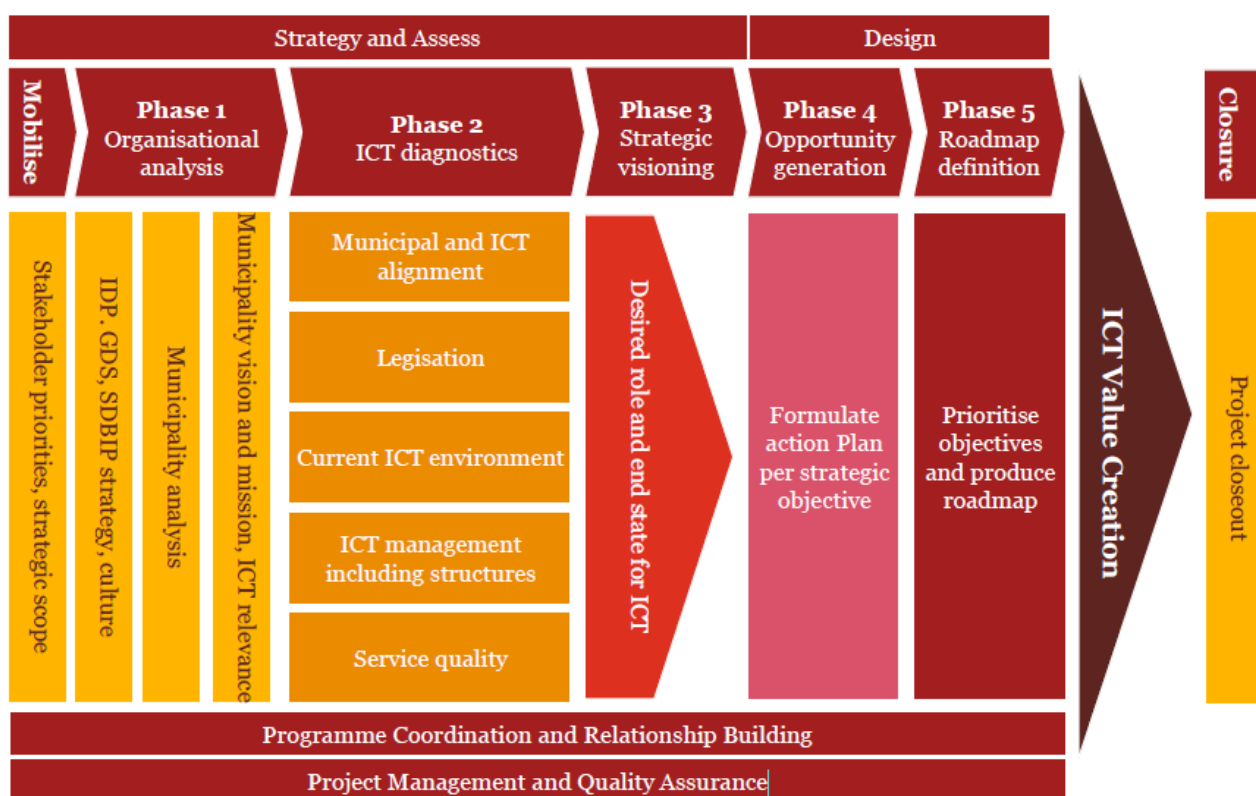 Strategy and Assess
Design
Mobilise
Phase 1
Organisational
analysis
Phase 2
ICT diagnostics
Phase 3
Strategic
visioning
Phase 4
Opportunity
generation
Phase 5
Roadmap
definition
Closure
Stakeholder priorities, strategic scope
IDP. GDS, SDBIP strategy, culture
Municipality analysis
Municipality vision and mission, ICT relevance
Municipal and ICT
alignment
Legisation
Current ICT environment
ICT management
including structures
Service quality
Desired role and end state for ICT
Formulate
action Plan
per strategic
objective
Prioritise
objectives
and produce
roadmap
ICT Value Creation
Project closeout
Programme Coordination and Relationship Building
Project Management and Quality Assurance